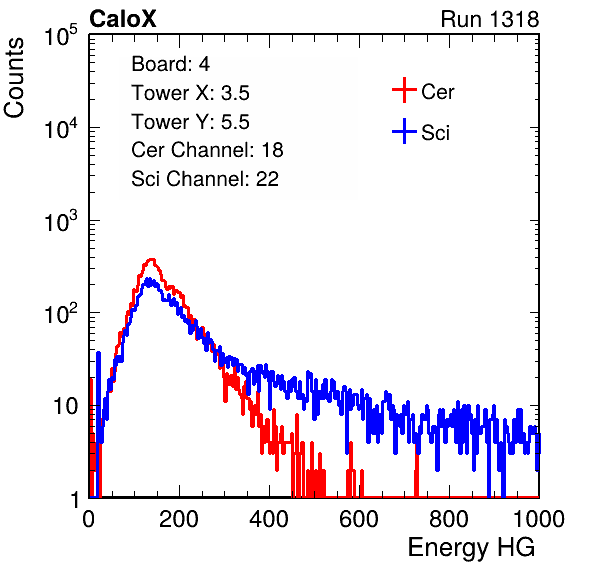 CaloX Run 1318
Counts
Board: 4
Tower X: 3.5
Tower Y: 5.5
Cer Channel: 18
Sci Channel: 22
Cer
Sci
10^5
10^4
10^3
10^2
10
1
0 200 400 600 800 1000
Energy HG